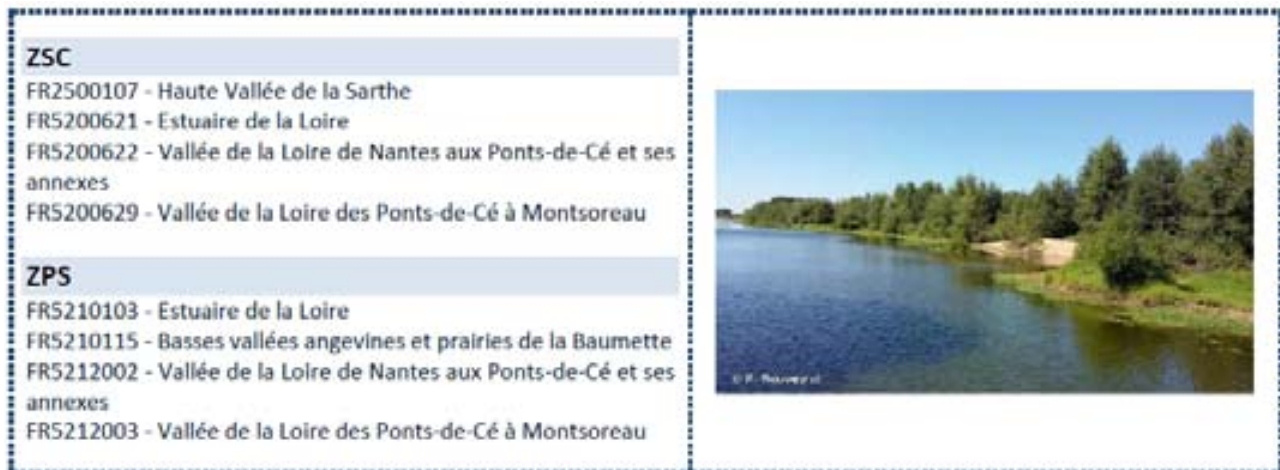 ZSC
FR2500107 - Haute Vallée de la Sarthe
FR5200621 - Estuaire de la Loire
FR5200622 - Vallée de la Loire de Nantes aux Ponts-de-Cé et ses
annexes
FR5200629 - Vallée de la Loire des Ponts-de-Cé à Montsoreau
ZPS
FR5210103 - Estuaire de la Loire
FR5210115 - Basses vallées angevines et prairies de la Baumette
FR5212002 - Vallée de la Loire de Nantes aux Ponts-de-Cé et ses
annexes
FR5212003 - Vallée de la Loire des Ponts-de-Cé à Montsoreau